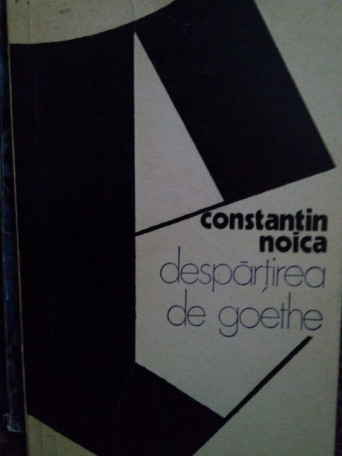 constantin
noica
despărțirea
de goethe